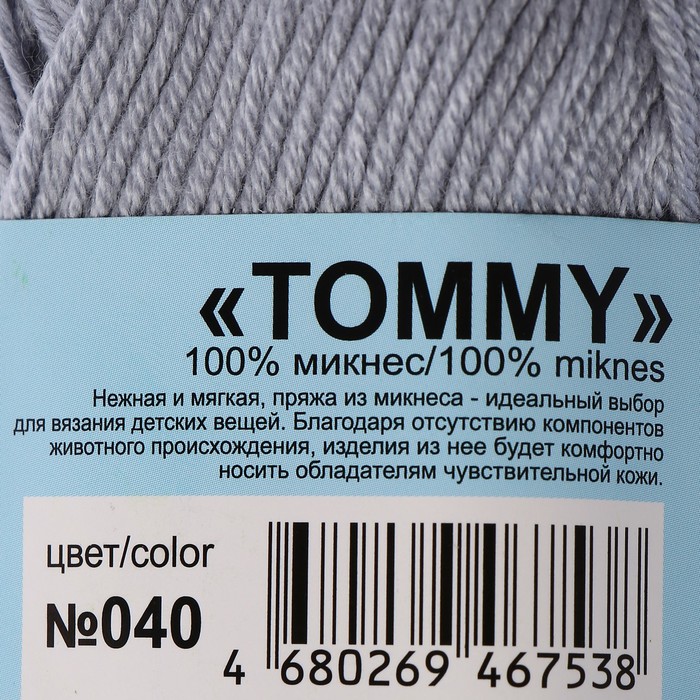 «TOMMY»
100% микнес/100% miknes
Нежная и мягкая, пряжа из микнеса - идеальный выбор
для вязания детских вещей. Благодаря отсутствию компонентов
животного происхождения, изделия из нее будет комфортно
носить обладателям чувствительной кожи.
цвет/color
№040
4 680269 467538